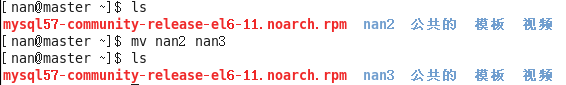 [nan@master ~]$ ls
mysql57-community-release-el6-11.noarch.rpm  nan2  公共的  模板  视频
[nan@master ~]$ mv nan2 nan3
[nan@master ~]$ ls
mysql57-community-release-el6-11.noarch.rpm  nan3  公共的  模板  视频